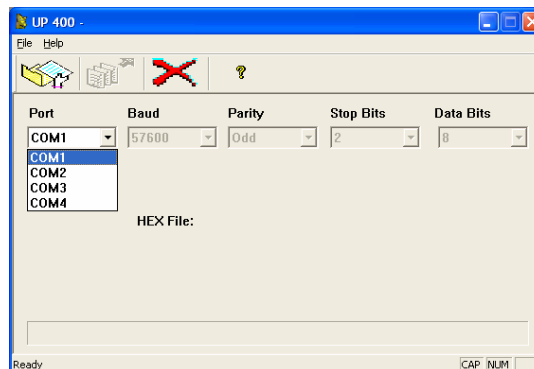 UP 400 -
File Help
?
Port Baud Parity Stop Bits Data Bits
COM1 57600 Odd 2 8
COM1
COM2
COM3
COM4
HEX File:
Ready CAP NUM